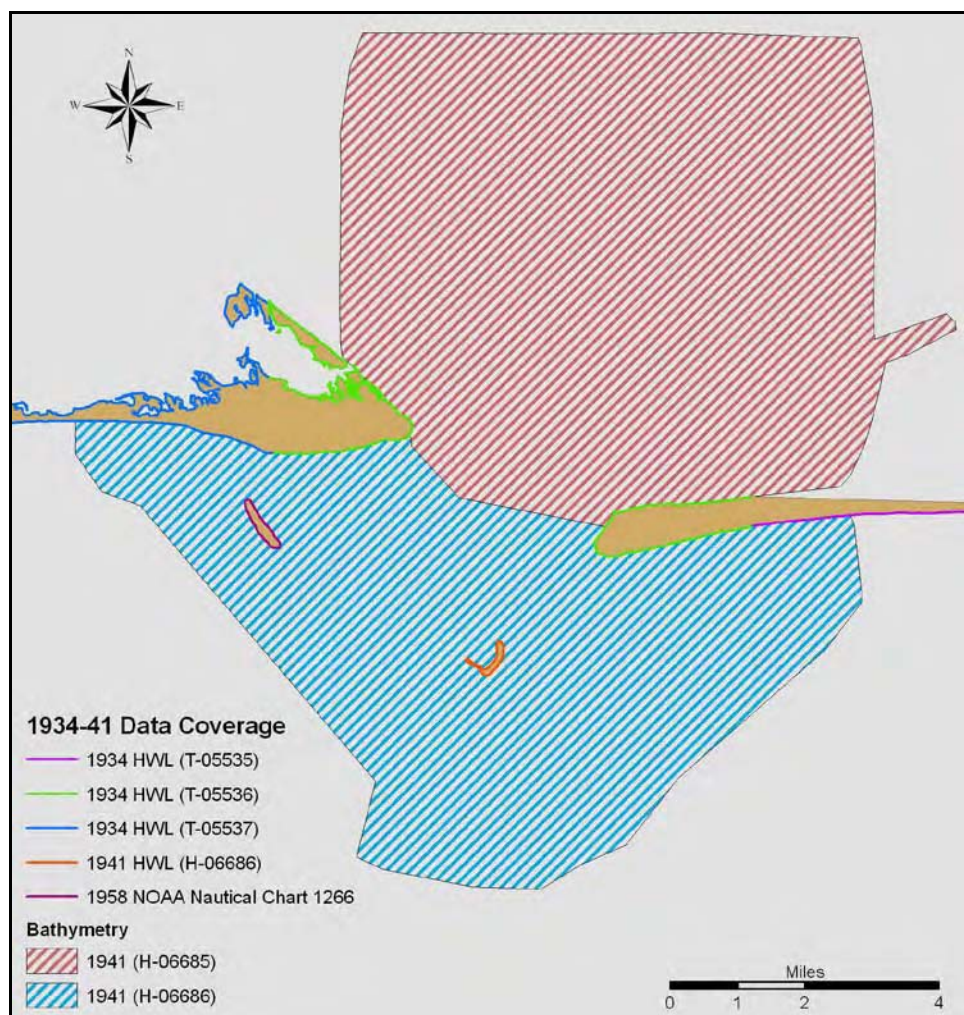 N
W E
S
1934-41 Data Coverage
1934 HWL (T-05535)
1934 HWL (T-05536)
1934 HWL (T-05537)
1941 HWL (H-06686)
1958 NOAA Nautical Chart 1266
Bathymetry
1941 (H-06685)
1941 (H-06686)
Miles
0 1 2 4